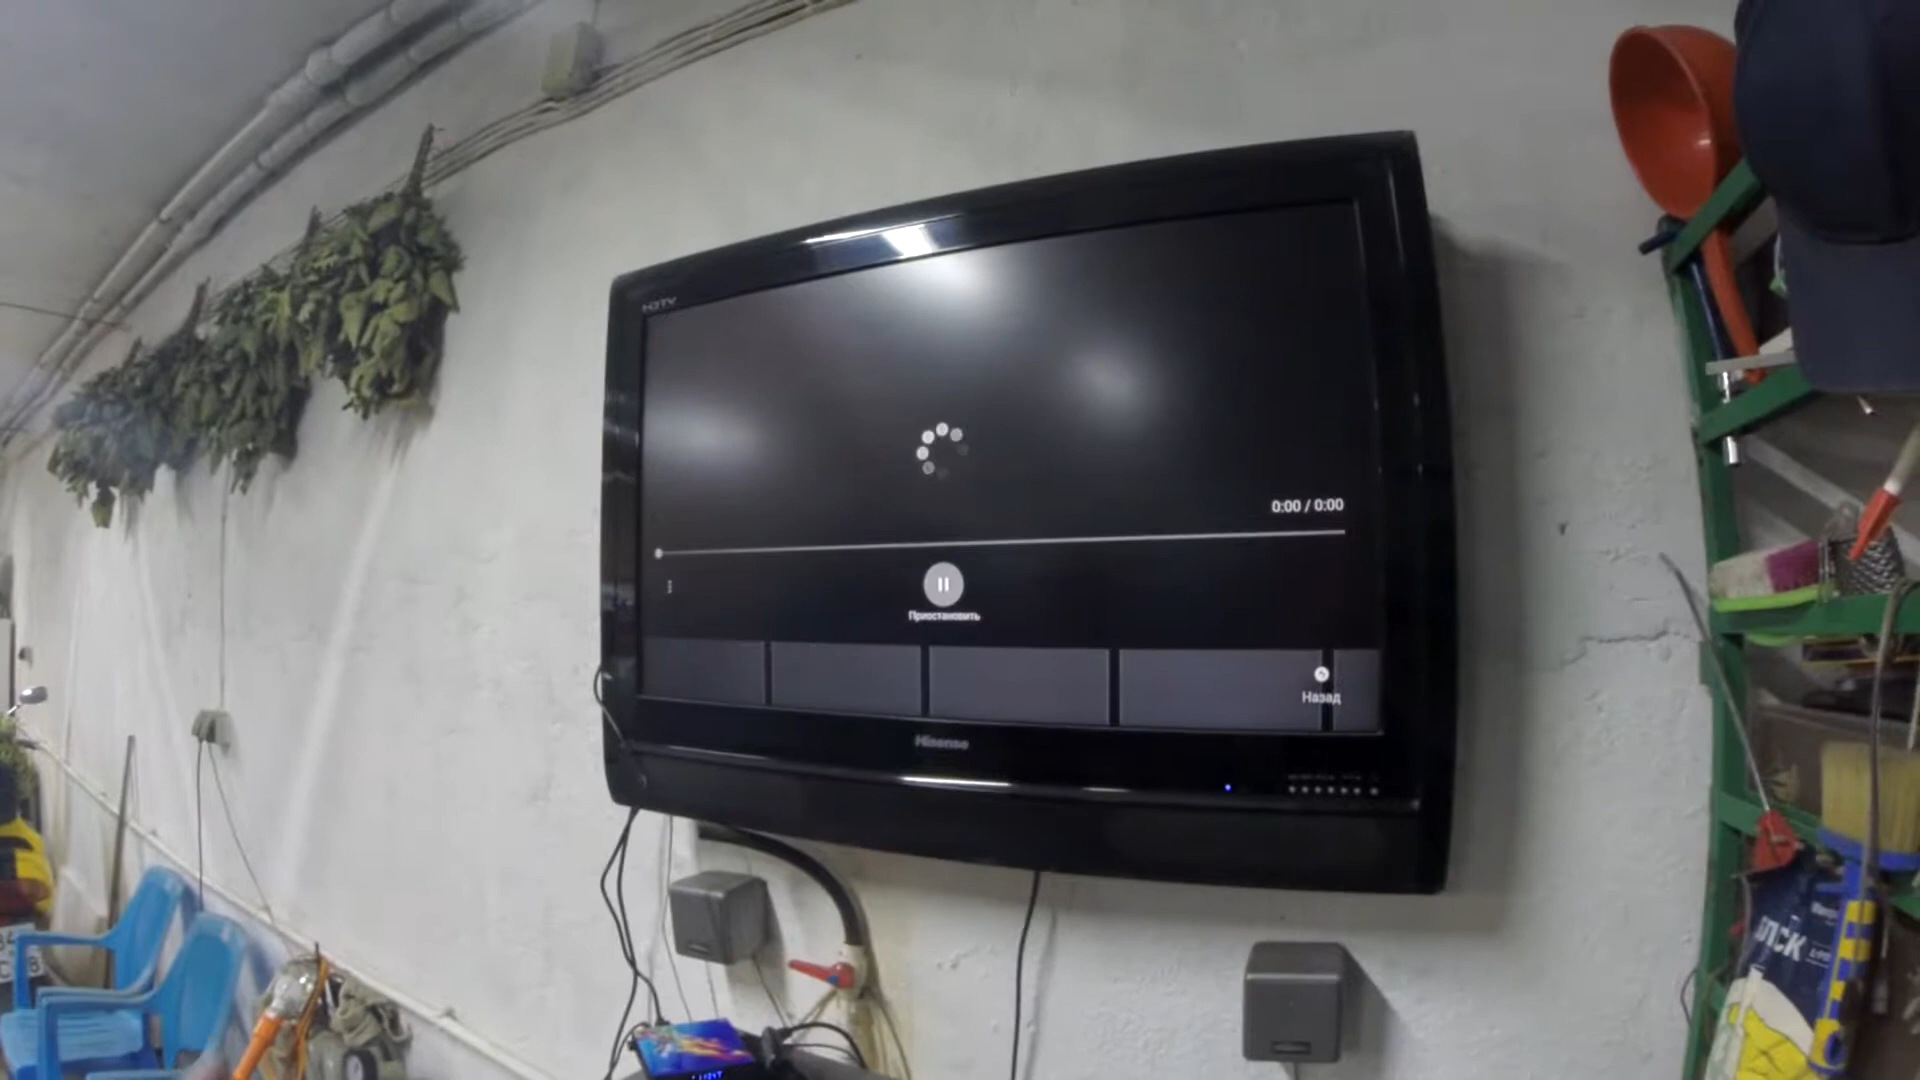 HDTV
0:00 / 0:00
Приостановить
Назад
Hisense